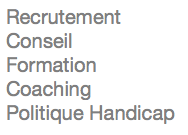 Recrutement
Conseil
Formation
Coaching
Politique Handicap